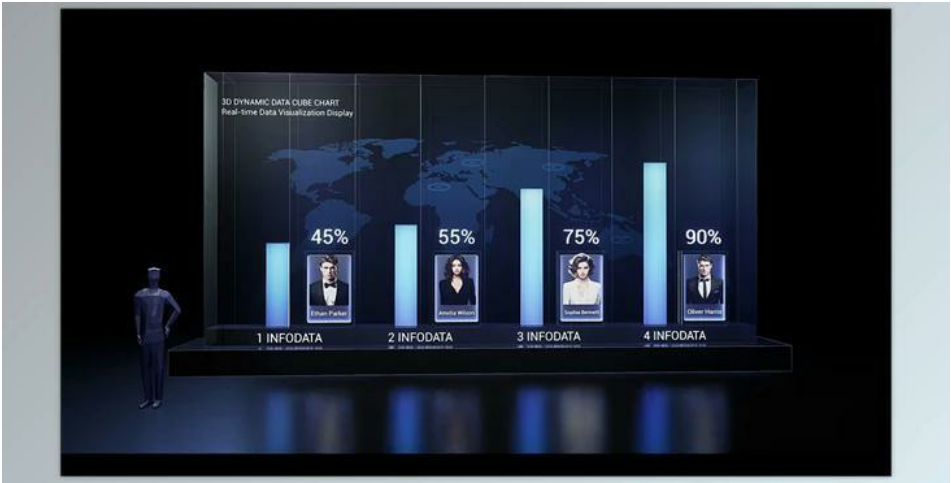 3D DYNAMIC DATA CUBE CHART
Real-time Data Visualization Display
45%
55%
75%
90%
Ethan Parker
Amelia Wilson
Sophia Bennett
Oliver Harris
1 INFODATA
2 INFODATA
3 INFODATA
4 INFODATA